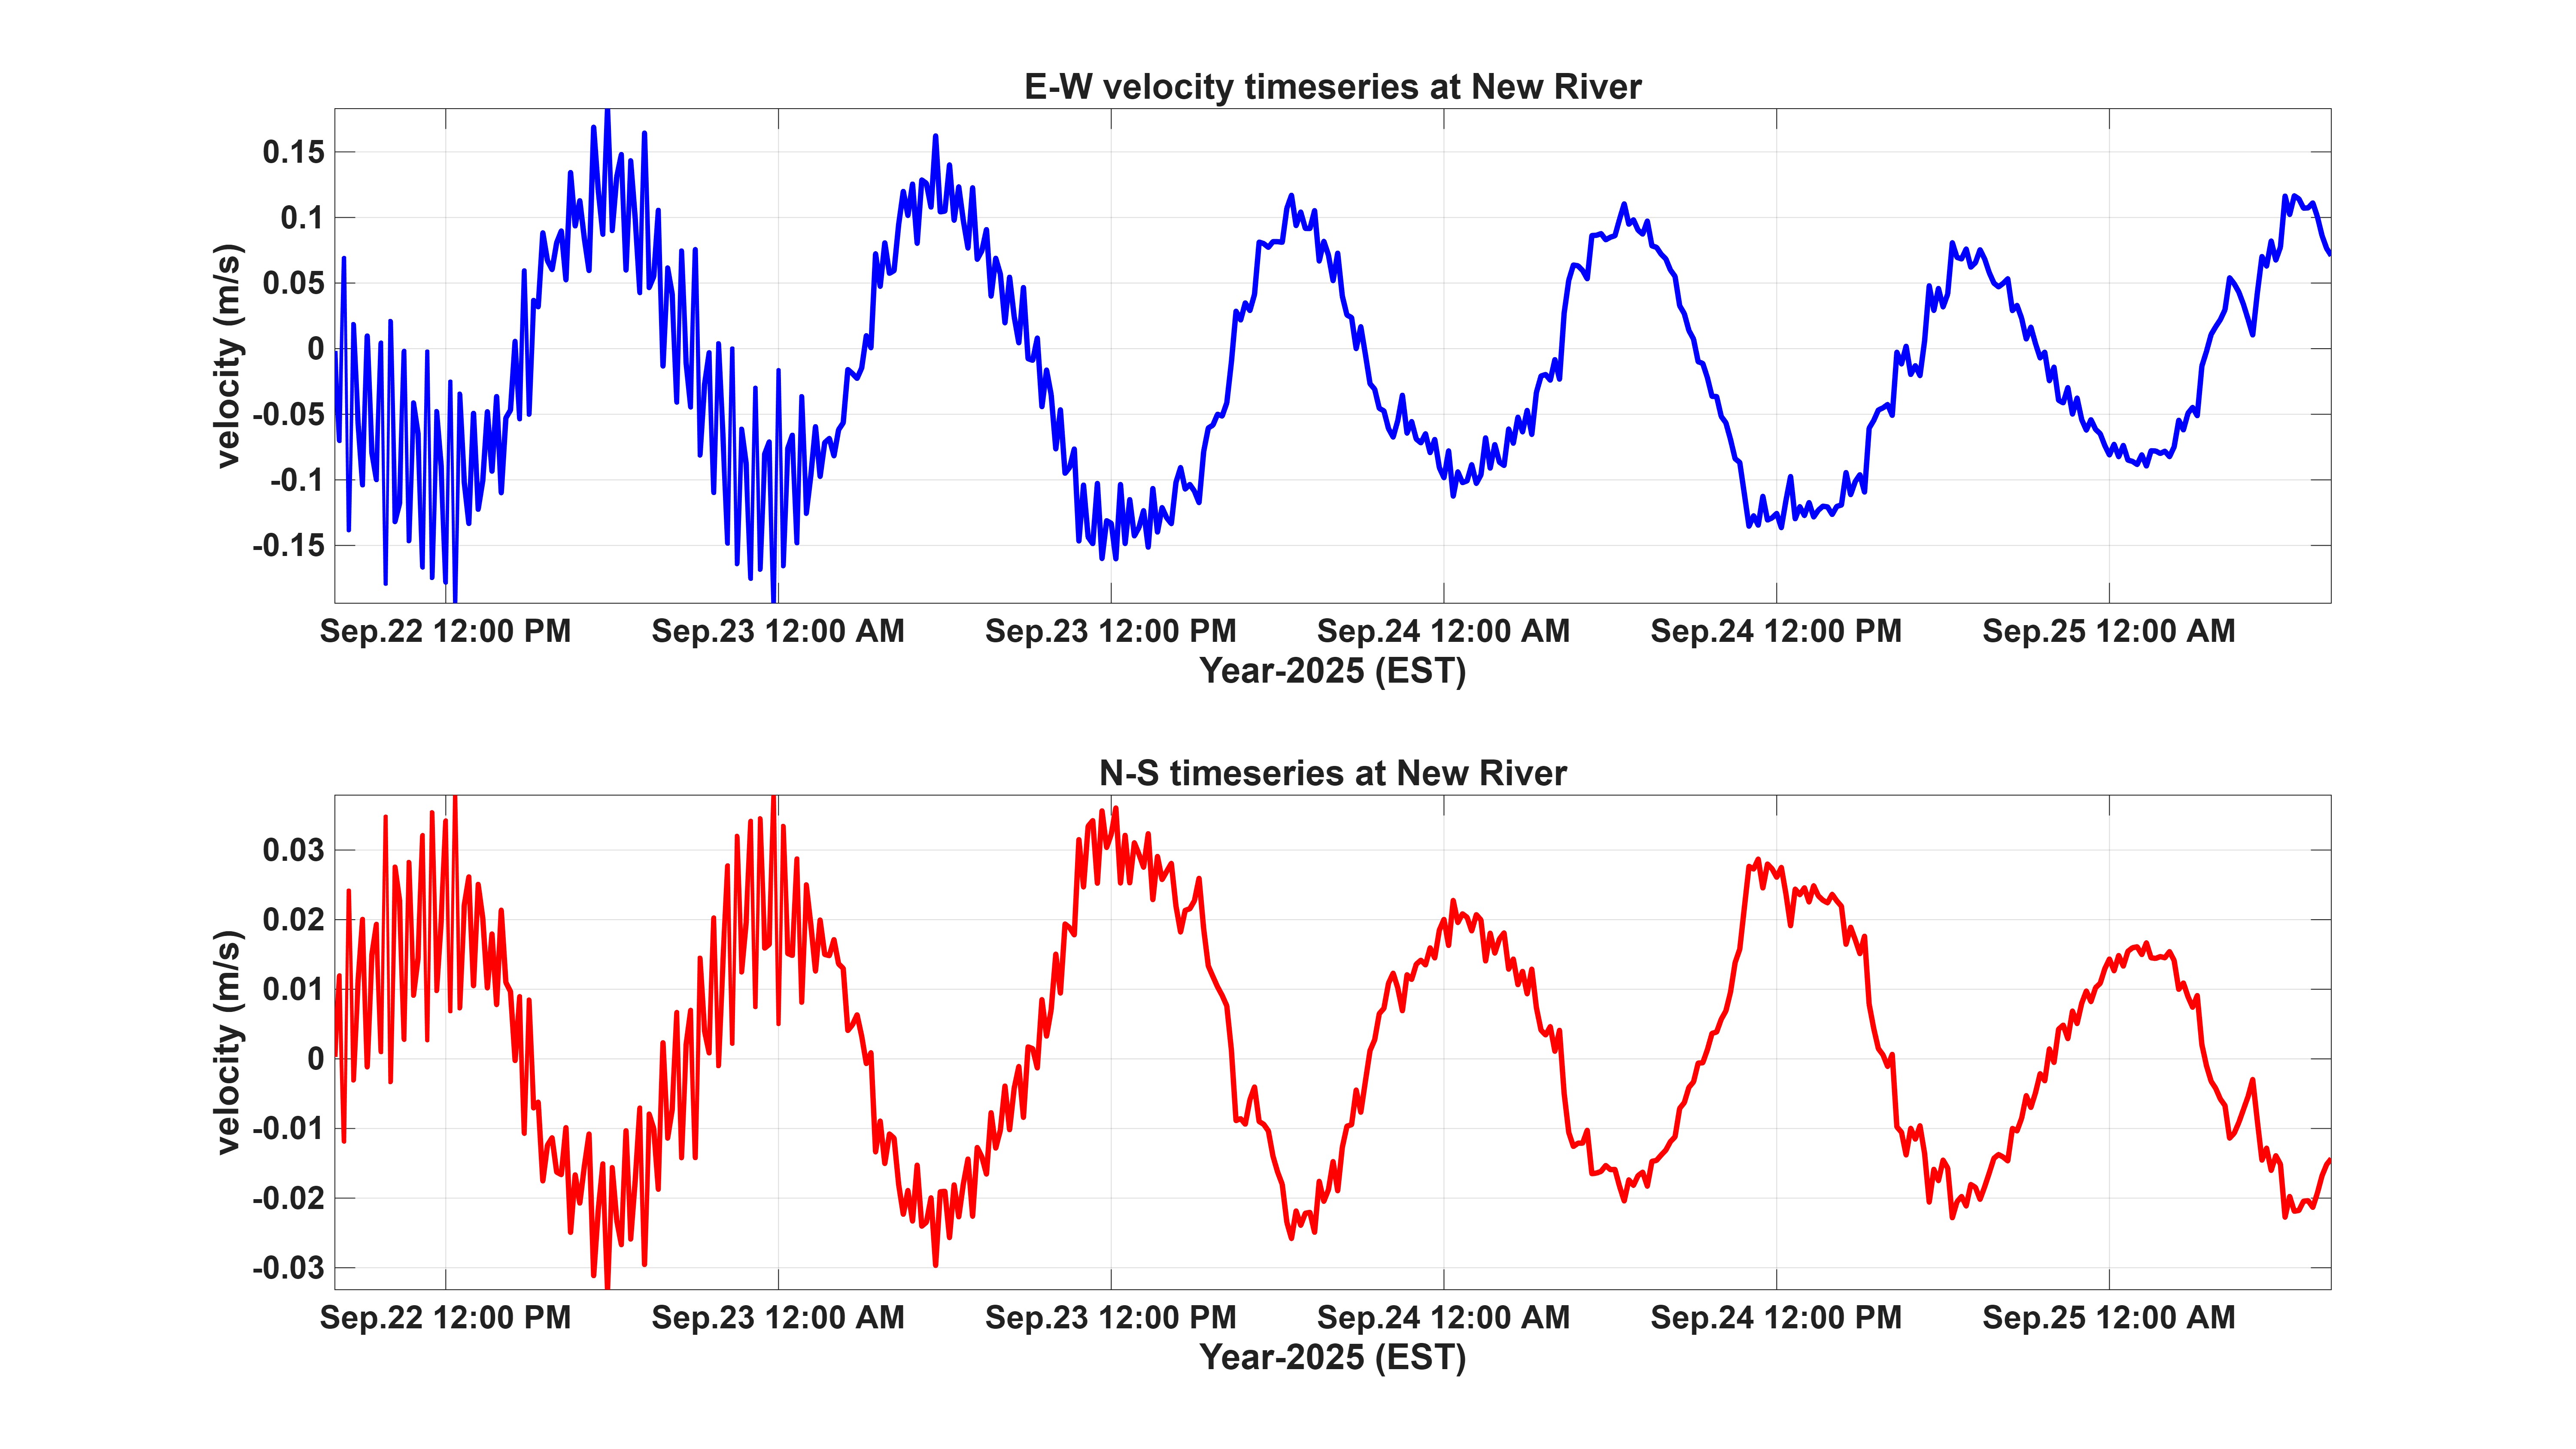 E-W velocity timeseries at New River
velocity (m/s)
0.15
0.1
0.05
0
-0.05
-0.1
-0.15
Sep.22 12:00 PM Sep.23 12:00 AM Sep.23 12:00 PM Sep.24 12:00 AM Sep.24 12:00 PM Sep.25 12:00 AM
Year-2025 (EST)
N-S timeseries at New River
velocity (m/s)
0.03
0.02
0.01
0
-0.01
-0.02
-0.03
Sep.22 12:00 PM Sep.23 12:00 AM Sep.23 12:00 PM Sep.24 12:00 AM Sep.24 12:00 PM Sep.25 12:00 AM
Year-2025 (EST)